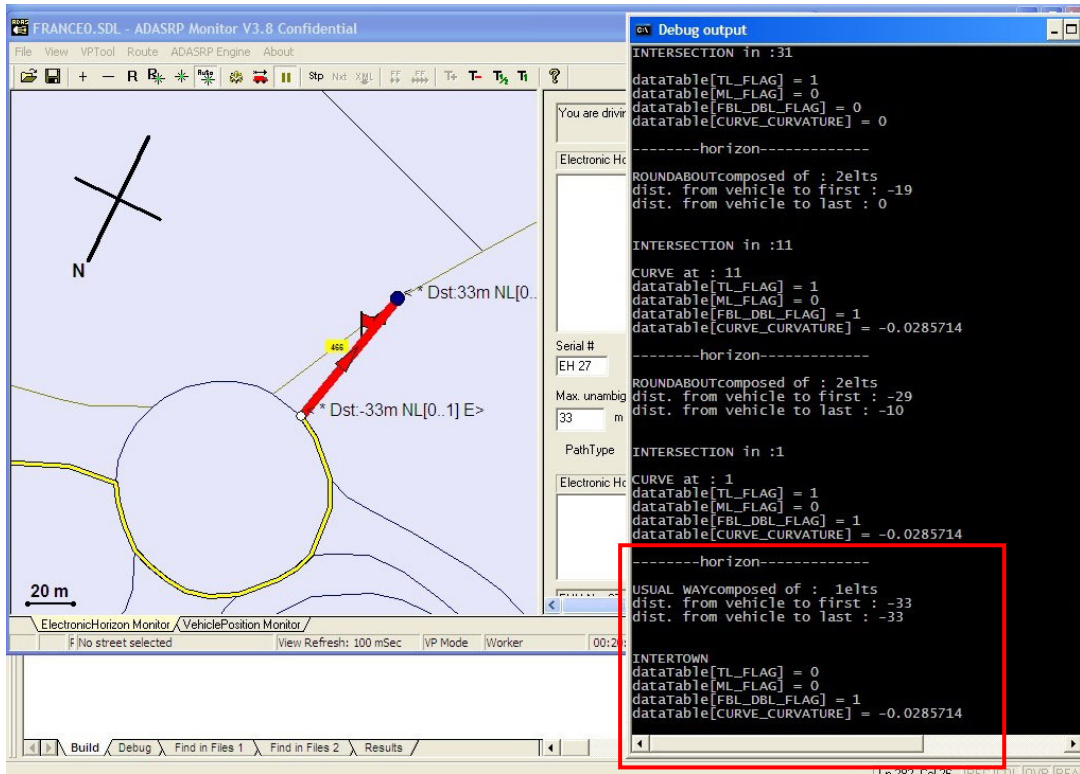 FRANCE0.SDL - ADASRP Monitor V3.8 Confidential
File View VPTool Route ADASRP Engine About
+ - R Stp Nxt XML FF FFF T+ T- T½ Ti ?
N
* Dst:33m NL[0..
466
* Dst:-33m NL[0..1] E>
20 m
You are drivin
Electronic Ho
Serial #
EH 27
Max. unambig
33 m
PathType
Electronic Ho
ElectronicHorizon Monitor VehiclePosition Monitor
No street selected View Refresh: 100 mSec VP Mode Worker 00:20:
Build Debug Find in Files 1 Find in Files 2 Results
Debug output
INTERSECTION in :31
dataTable[TL_FLAG] = 1
dataTable[ML_FLAG] = 0
dataTable[FBL_DBL_FLAG] = 0
dataTable[CURVE_CURVATURE] = 0
--------horizon-------------
ROUNDABOUTcomposed of : 2elts
dist. from vehicle to first : -19
dist. from vehicle to last : 0
INTERSECTION in :11
CURVE at : 11
dataTable[TL_FLAG] = 1
dataTable[ML_FLAG] = 0
dataTable[FBL_DBL_FLAG] = 1
dataTable[CURVE_CURVATURE] = -0.0285714
--------horizon-------------
ROUNDABOUTcomposed of : 2elts
dist. from vehicle to first : -29
dist. from vehicle to last : -10
INTERSECTION in :1
CURVE at : 1
dataTable[TL_FLAG] = 1
dataTable[ML_FLAG] = 0
dataTable[FBL_DBL_FLAG] = 1
dataTable[CURVE_CURVATURE] = -0.0285714
--------horizon-------------
USUAL WAYcomposed of : 1elts
dist. from vehicle to first : -33
dist. from vehicle to last : -33
INTERTOWN
dataTable[TL_FLAG] = 0
dataTable[ML_FLAG] = 0
dataTable[FBL_DBL_FLAG] = 1
dataTable[CURVE_CURVATURE] = -0.0285714